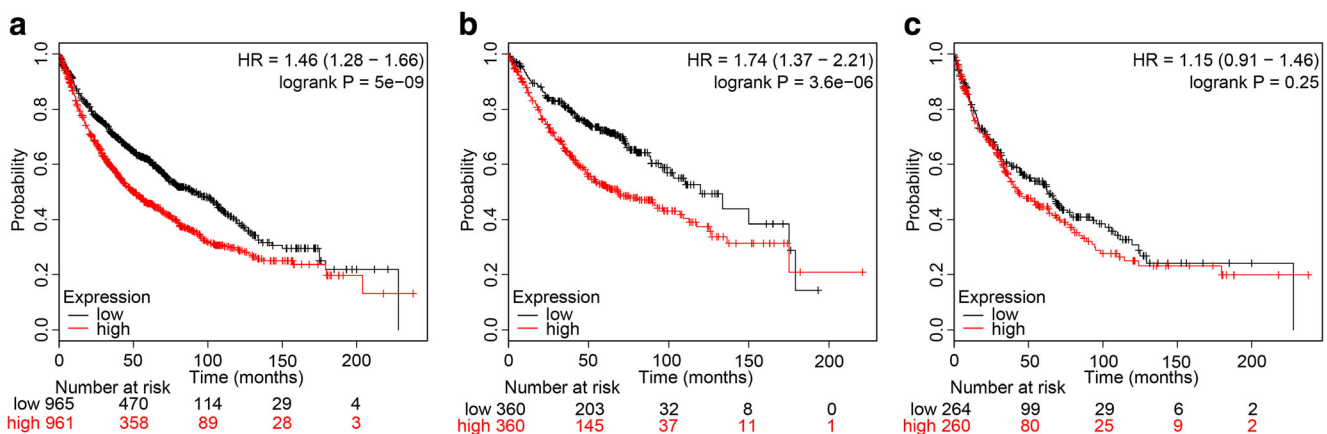 a
HR = 1.46 (1.28 − 1.66)
logrank P = 5e−09
Probability
1.0
0.8
0.6
0.4
0.2
0.0
Expression
low
high
0 50 100 150 200
Time (months)
Number at risk
low 965 470 114 29 4
high 961 358 89 28 3
b
HR = 1.74 (1.37 − 2.21)
logrank P = 3.6e−06
Probability
1.0
0.8
0.6
0.4
0.2
0.0
Expression
low
high
0 50 100 150 200
Time (months)
Number at risk
low 360 203 32 8 0
high 360 145 37 11 1
c
HR = 1.15 (0.91 − 1.46)
logrank P = 0.25
Probability
1.0
0.8
0.6
0.4
0.2
0.0
Expression
low
high
0 50 100 150 200
Time (months)
Number at risk
low 264 99 29 6 2
high 260 80 25 9 2